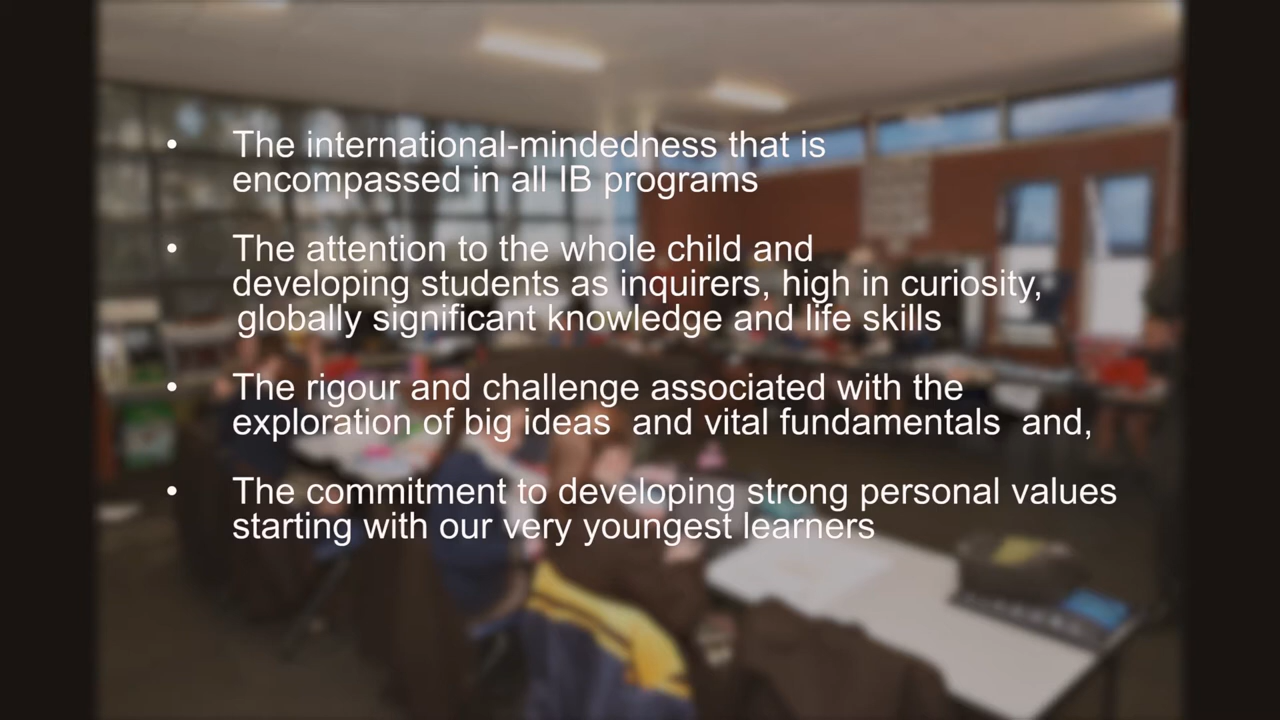 • The international-mindedness that is
encompassed in all IB programs
• The attention to the whole child and
developing students as inquirers, high in curiosity,
globally significant knowledge and life skills
• The rigour and challenge associated with the
exploration of big ideas  and vital fundamentals  and,
• The commitment to developing strong personal values
starting with our very youngest learners